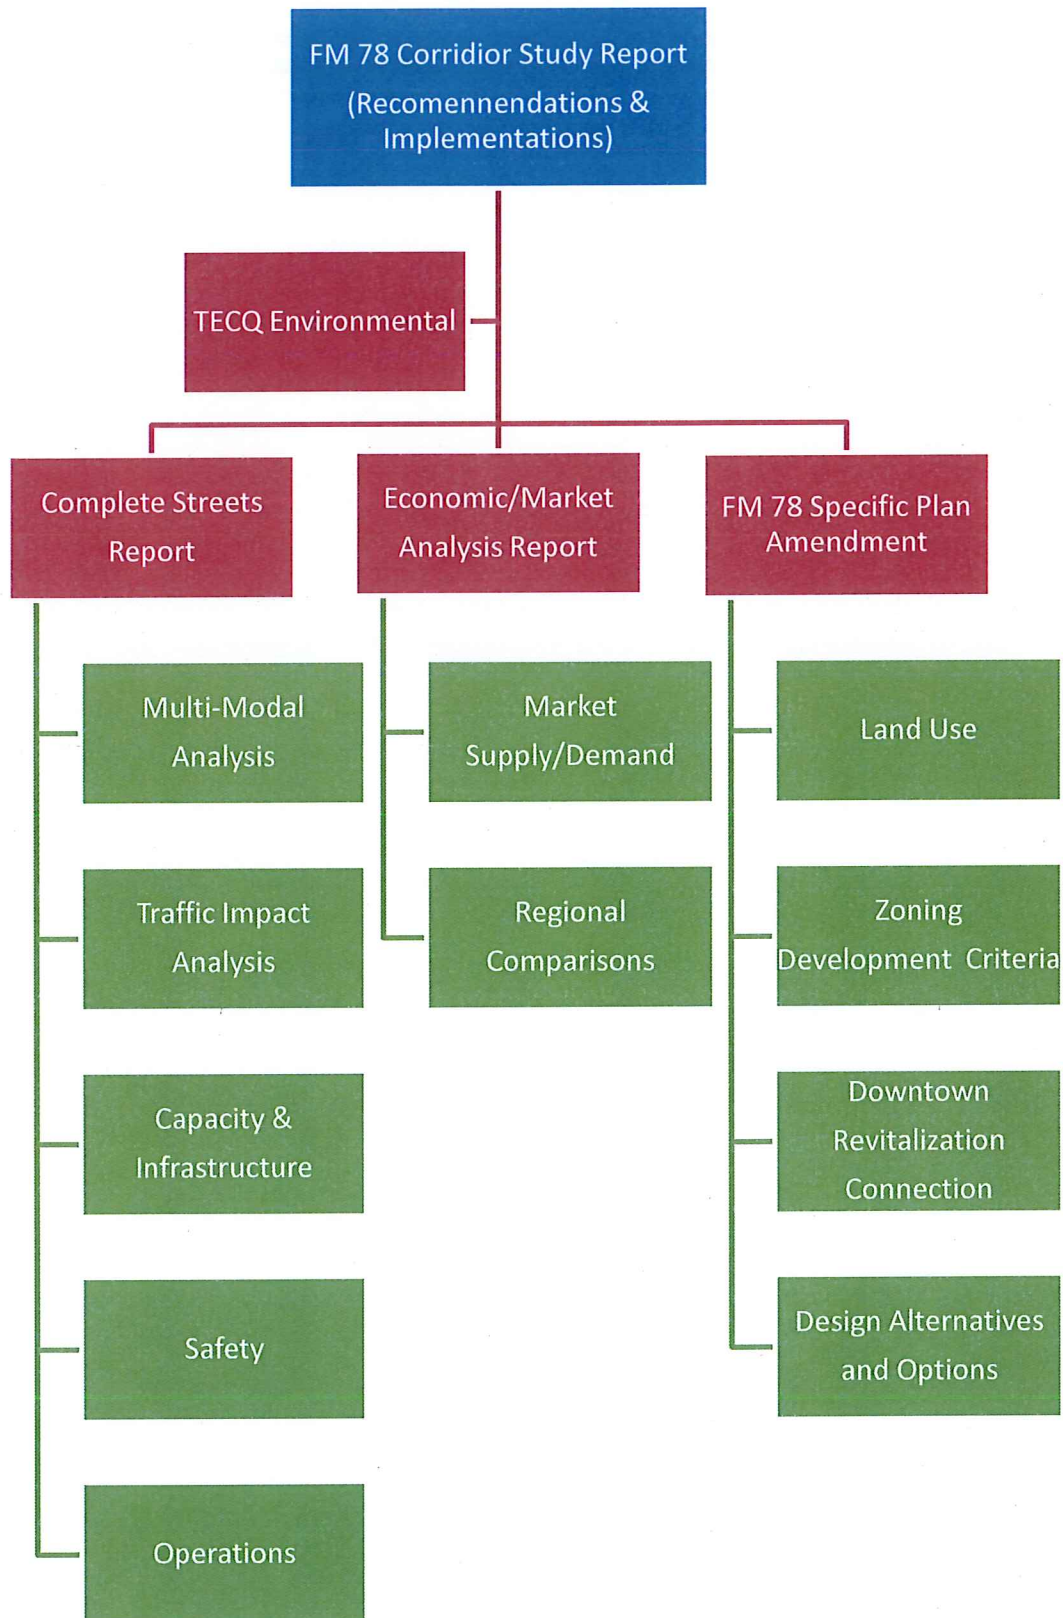 FM 78 Corridior Study Report
(Recomennendations &
Implementations)
TECQ Environmental
Complete Streets
Report
Economic/Market
Analysis Report
FM 78 Specific Plan
Amendment
Multi-Modal
Analysis
Traffic Impact
Analysis
Capacity &
Infrastructure
Safety
Operations
Market
Supply/Demand
Regional
Comparisons
Land Use
Zoning
Development Criteria
Downtown
Revitalization
Connection
Design Alternatives
and Options